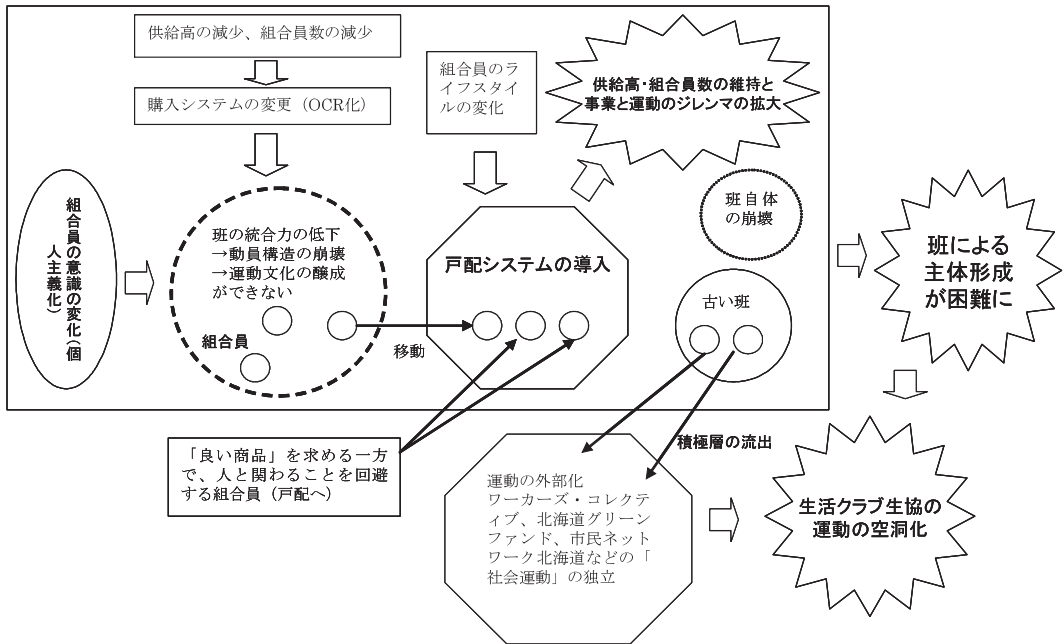 供給高の減少、組合員数の減少
購入システムの変更（OCR化）
組合員のラ
イフスタイ
ルの変化
供給高・組合員数の維持と
事業と運動のジレンマの拡大
組合員の意識の変化（個
人主義化）
班の統合力の低下
→動員構造の崩壊
→運動文化の醸成
ができない
組合員
移動
戸配システムの導入
班自体
の崩壊
古い班
班による
主体形成
が困難に
「良い商品」を求める一方
で、人と関わることを回避
する組合員（戸配へ）
積極層の流出
運動の外部化
ワーカーズ・コレクティ
ィブ、北海道グリーン
ファンド、市民ネット
ワーク北海道などの「
社会運動」の独立
生活クラブ生協の
運動の空洞化